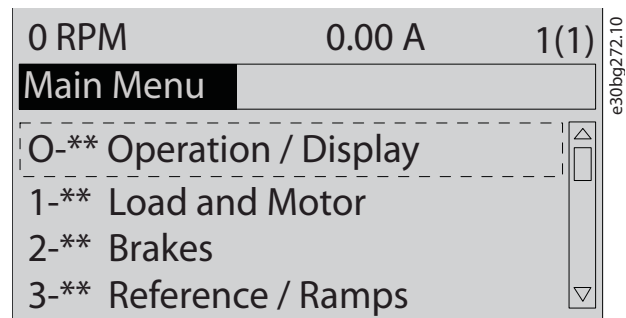 0 RPM 0.00 A 1(1)
Main Menu
O-** Operation / Display
1-** Load and Motor
2-** Brakes
3-** Reference / Ramps
e30bg272.10